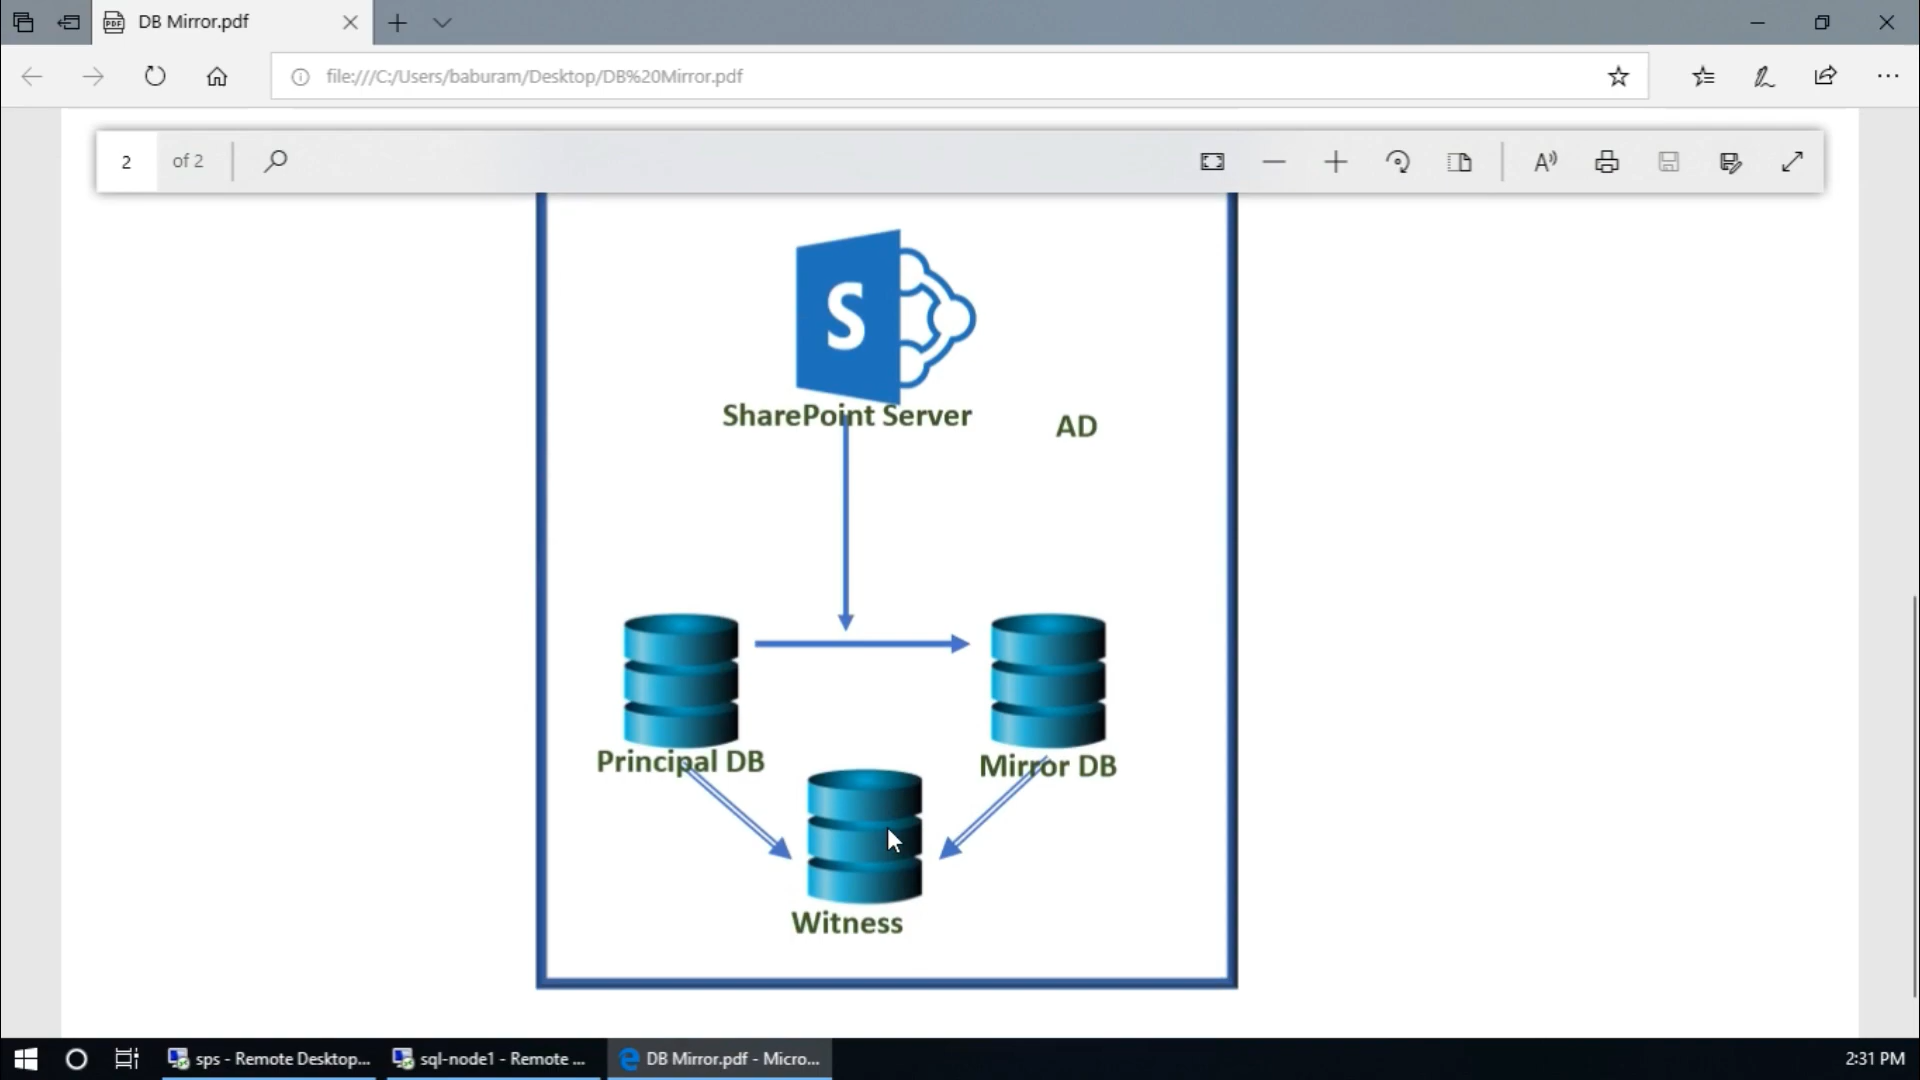 DB Mirror.pdf
file:///C:/Users/baburam/Desktop/DB%20Mirror.pdf
2 of 2
S
SharePoint Server
AD
Principal DB
Mirror DB
Witness
sps - Remote Desktop...
sql-node1 - Remote ...
DB Mirror.pdf - Micro...
2:31 PM